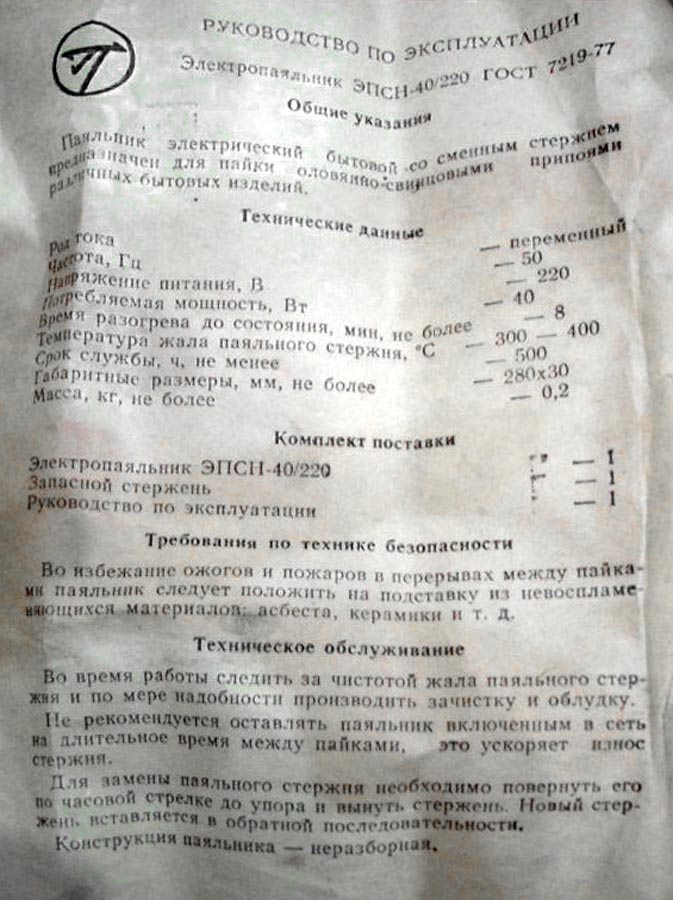 РУКОВОДСТВО ПО ЭКСПЛУАТАЦИИ
Электропаяльник ЭПСН-40/220 ГОСТ 7219-77
Общие указания
Паяльник электрический бытовой со сменным стержнем
предназначен для пайки оловянно-свинцовыми припоями
различных бытовых изделий.
Технические данные
Род тока — переменный
Частота, Гц — 50
Напряжение питания, В — 220
Потребляемая мощность, Вт — 40
Время разогрева до состояния, мин, не более — 8
Температура жала паяльного стержня, °С — 300 — 400
Срок службы, ч, не менее — 500
Габаритные размеры, мм, не более — 280х30
Масса, кг, не более — 0,2
Комплект поставки
Электропаяльник ЭПСН-40/220 — 1
Запасной стержень — 1
Руководство по эксплуатации — 1
Требования по технике безопасности
Во избежание ожогов и пожаров в перерывах между пайка-
ми паяльник следует положить на подставку из невоспламе-
няющихся материалов: асбеста, керамики и т. д.
Техническое обслуживание
Во время работы следить за чистотой жала паяльного стер-
жня и по мере надобности производить зачистку и облудку.
Не рекомендуется оставлять паяльник включенным в сеть
на длительное время между пайками, это ускоряет износ
стержня.
Для замены паяльного стержня необходимо повернуть его
по часовой стрелке до упора и вынуть стержень. Новый стер-
жень вставляется в обратной последовательности.
Конструкция паяльника — неразборная.